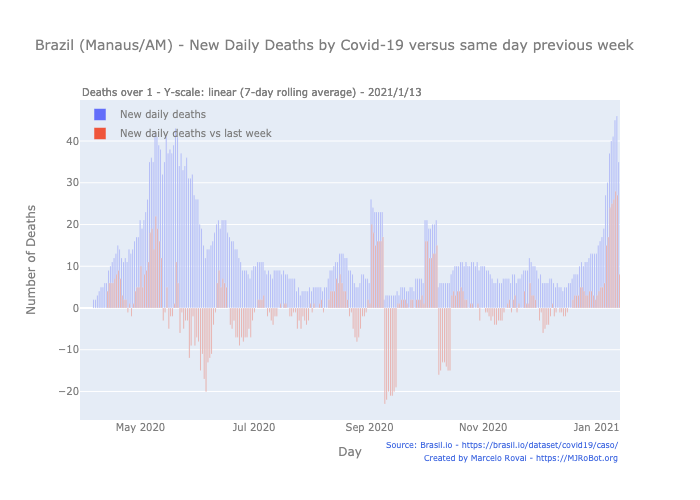 Brazil (Manaus/AM) - New Daily Deaths by Covid-19 versus same day previous week
Deaths over 1 - Y-scale: linear (7-day rolling average) - 2021/1/13
New daily deaths
New daily deaths vs last week
40
30
20
10
0
−10
−20
Number of Deaths
May 2020
Jul 2020
Sep 2020
Nov 2020
Jan 2021
Day
Source: Brasil.io - https://brasil.io/dataset/covid19/caso/
Created by Marcelo Rovai - https://MJRoBot.org